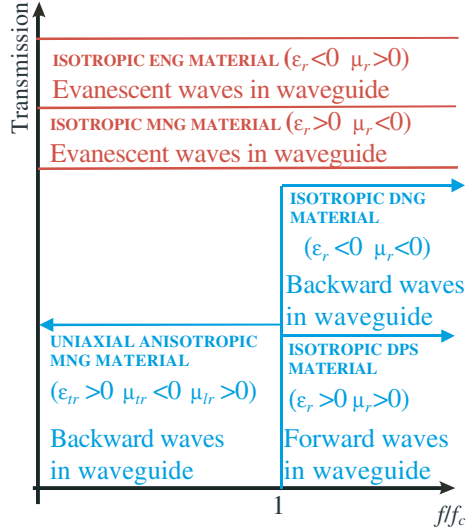 Transmission
ISOTROPIC ENG MATERIAL (εr<0 μr>0)
Evanescent waves in waveguide
ISOTROPIC MNG MATERIAL (εr>0 μr<0)
Evanescent waves in waveguide
ISOTROPIC DNG
MATERIAL
(εr <0 μr<0)
Backward waves
in waveguide
UNIAXIAL ANISOTROPIC
MNG MATERIAL
(εtr >0 μtr <0 μlr >0)
Backward waves
in waveguide
ISOTROPIC DPS
MATERIAL
(εr >0 μr>0)
Forward waves
in waveguide
1
f/fc